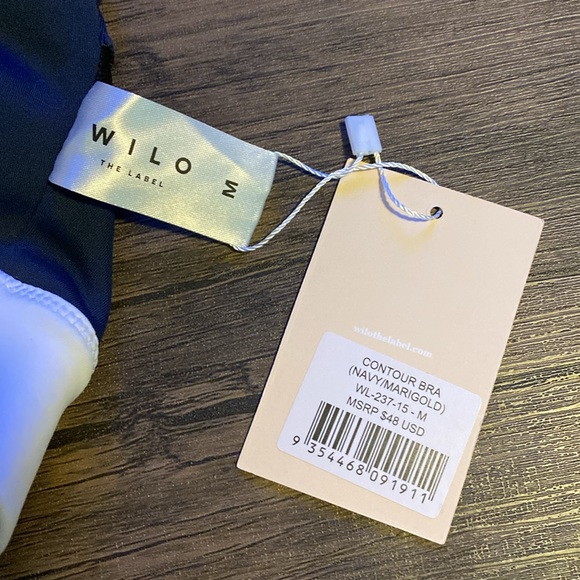 WILO M
THE LABEL
wilothelabel.com
CONTOUR BRA
(NAVY/MARIGOLD)
WL-237-15 - M
MSRP $48 USD
9 354468 091911